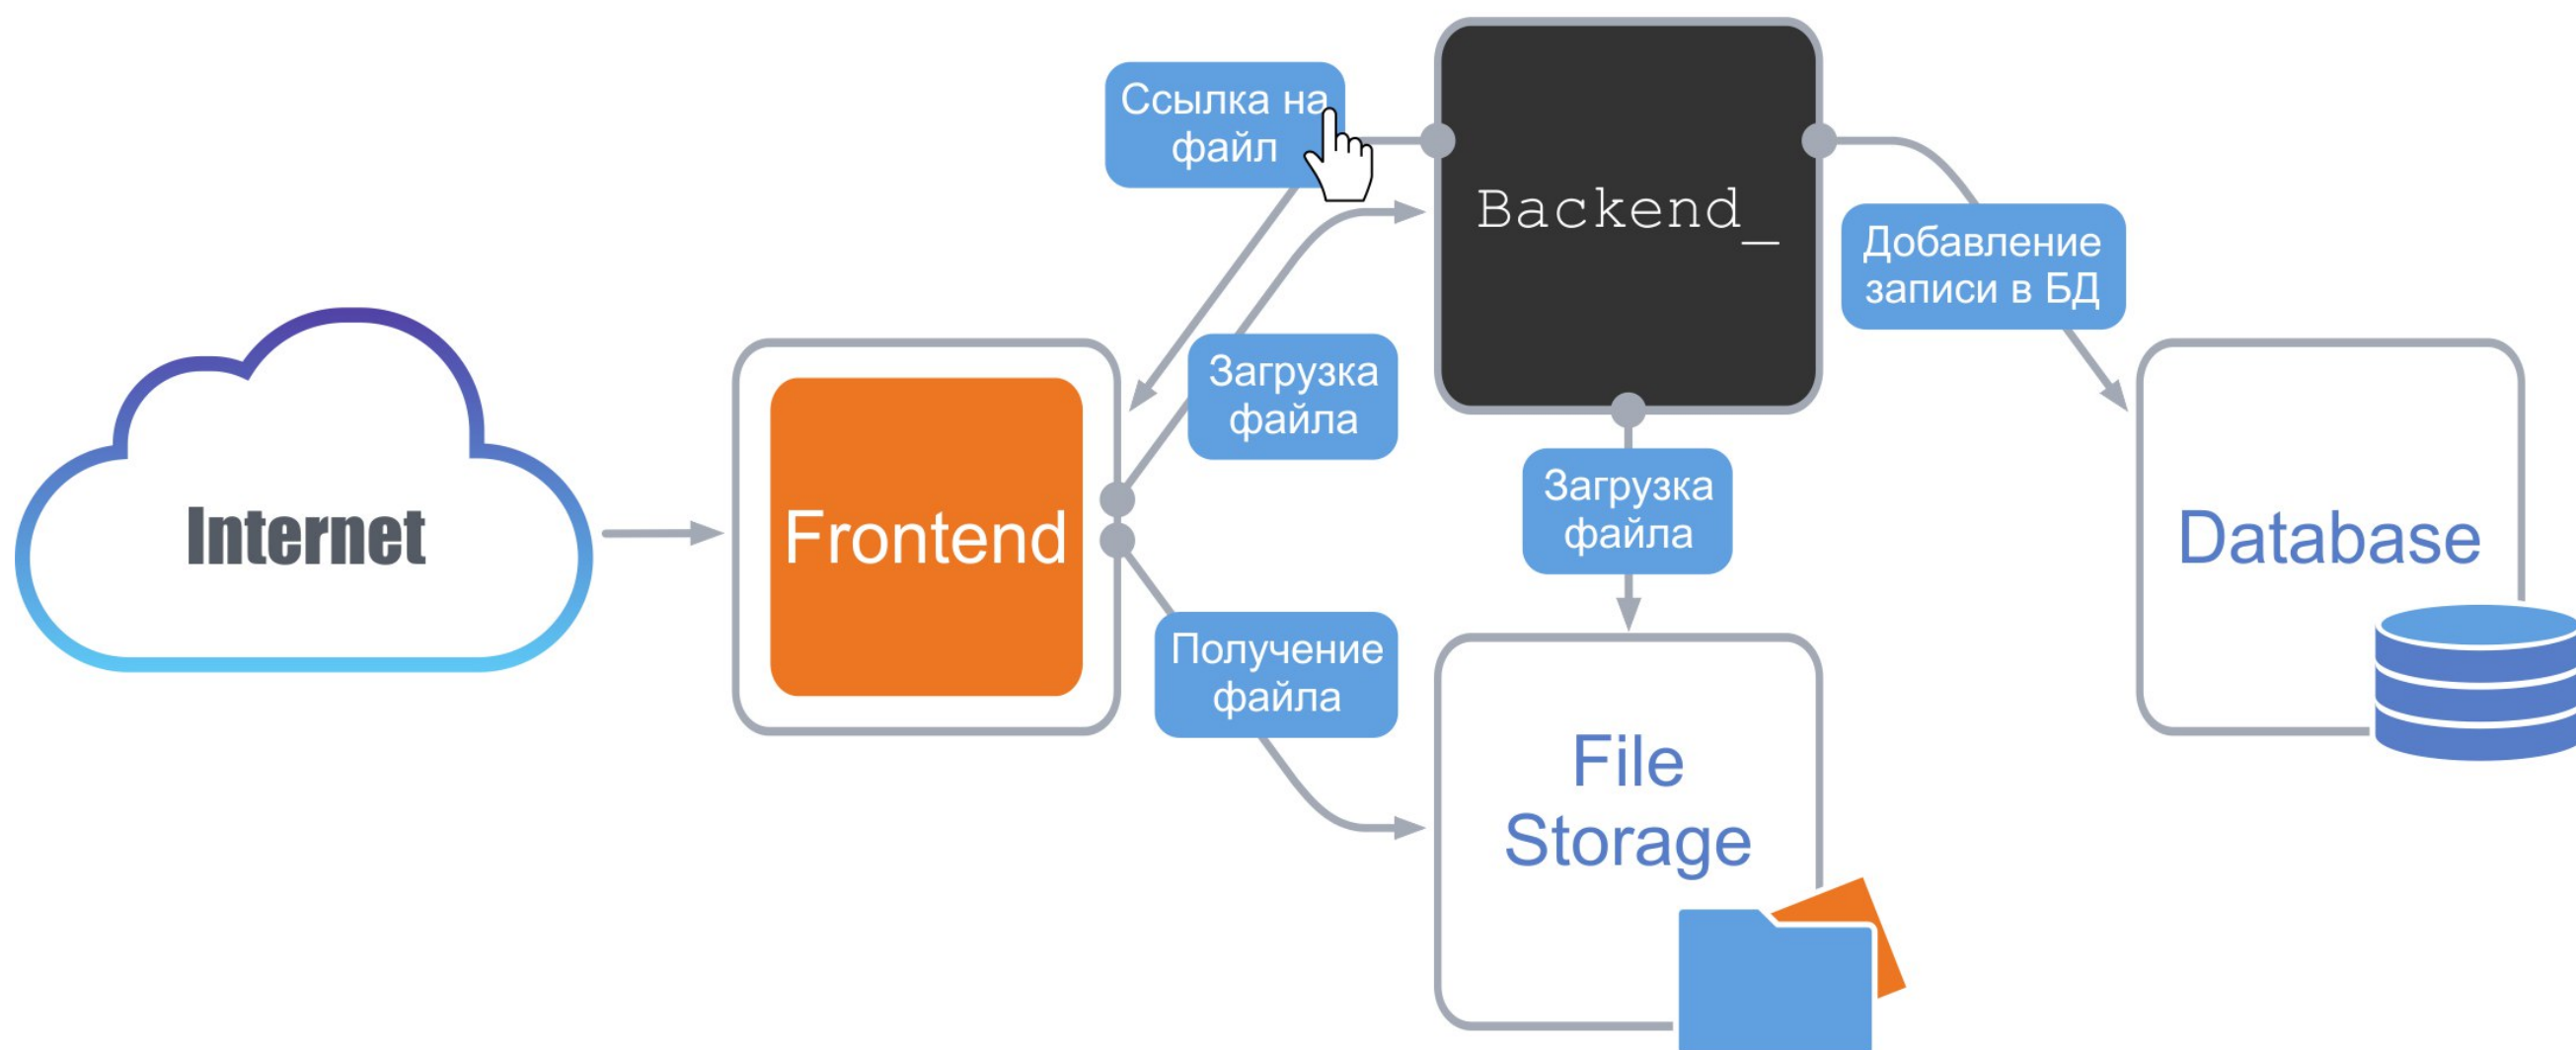 Ссылка на
файл
Backend_
Добавление
записи в БД
Загрузка
файла
Загрузка
файла
Internet
Frontend
Database
Получение
файла
File
Storage